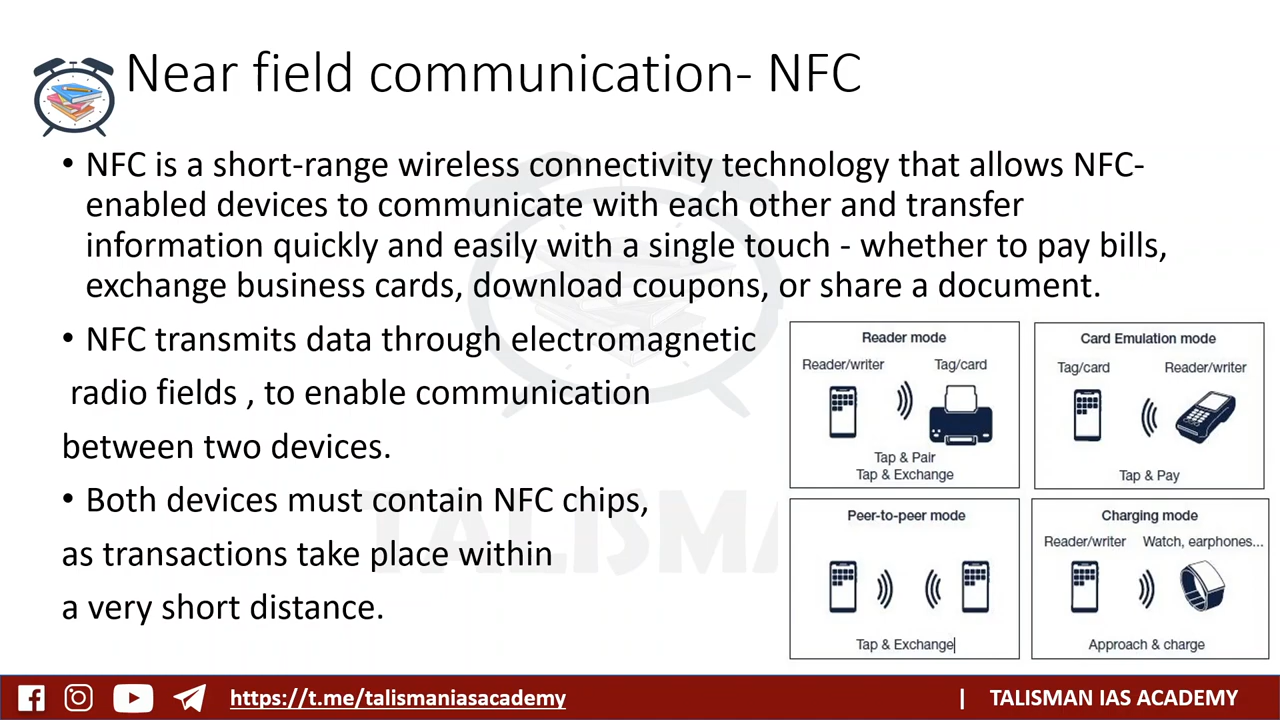 Near field communication- NFC
• NFC is a short-range wireless connectivity technology that allows NFC-
enabled devices to communicate with each other and transfer
information quickly and easily with a single touch - whether to pay bills,
exchange business cards, download coupons, or share a document.
• NFC transmits data through electromagnetic
radio fields , to enable communication
between two devices.
• Both devices must contain NFC chips,
as transactions take place within
a very short distance.
Reader mode
Reader/writer Tag/card
Tap & Pair
Tap & Exchange
Card Emulation mode
Tag/card Reader/writer
Tap & Pay
Peer-to-peer mode
Tap & Exchange
Charging mode
Reader/writer Watch, earphones...
Approach & charge
TALISMA
https://t.me/talismaniasacademy | TALISMAN IAS ACADEMY